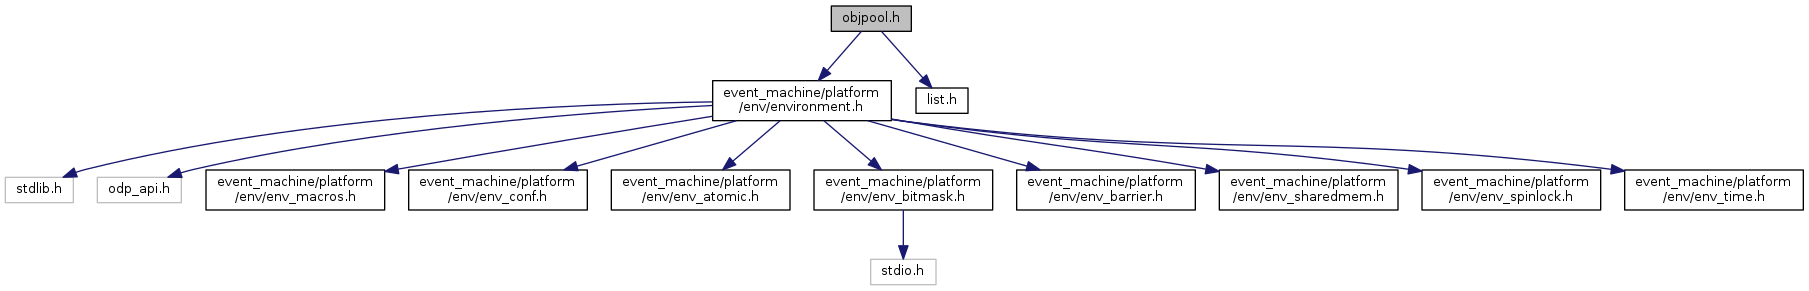 objpool.h
event_machine/platform
/env/environment.h
list.h
stdlib.h
odp_api.h
event_machine/platform
/env/env_macros.h
event_machine/platform
/env/env_conf.h
event_machine/platform
/env/env_atomic.h
event_machine/platform
/env/env_bitmask.h
event_machine/platform
/env/env_barrier.h
event_machine/platform
/env/env_sharedmem.h
event_machine/platform
/env/env_spinlock.h
event_machine/platform
/env/env_time.h
stdio.h